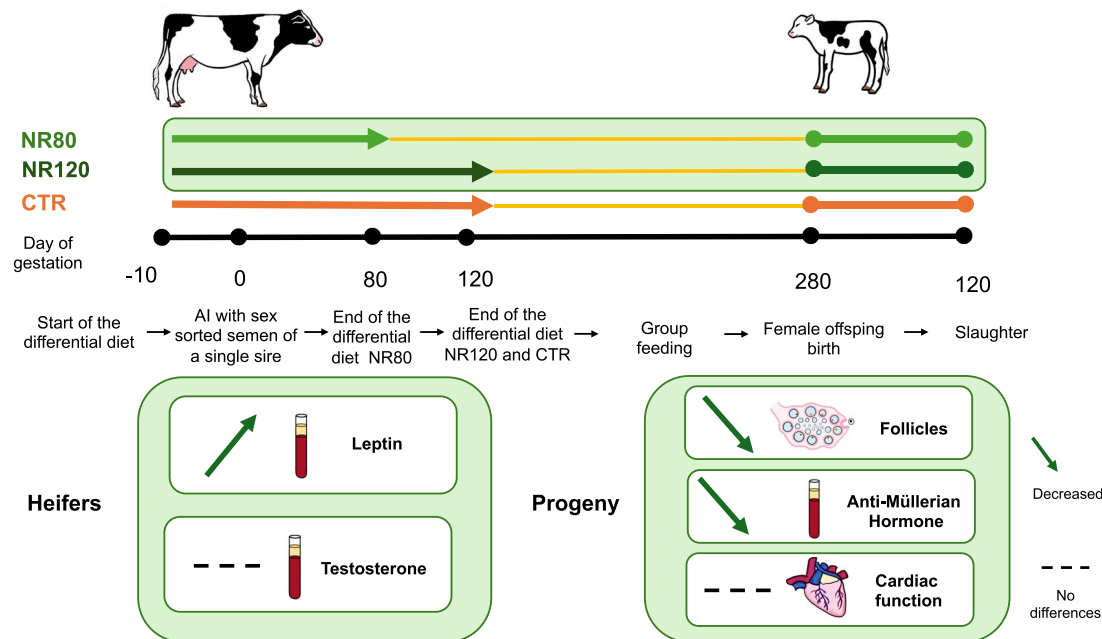 NR80
NR120
CTR
Day of
gestation
-10
0
80
120
280
120
Start of the
differential diet
AI with sex
sorted semen of
a single sire
End of the
differential
diet NR80
End of the
differential diet
NR120 and CTR
Group
feeding
Female offsping
birth
Slaughter
Heifers
Leptin
Testosterone
Progeny
Follicles
Anti-Müllerian
Hormone
Cardiac
function
Decreased
No
differences